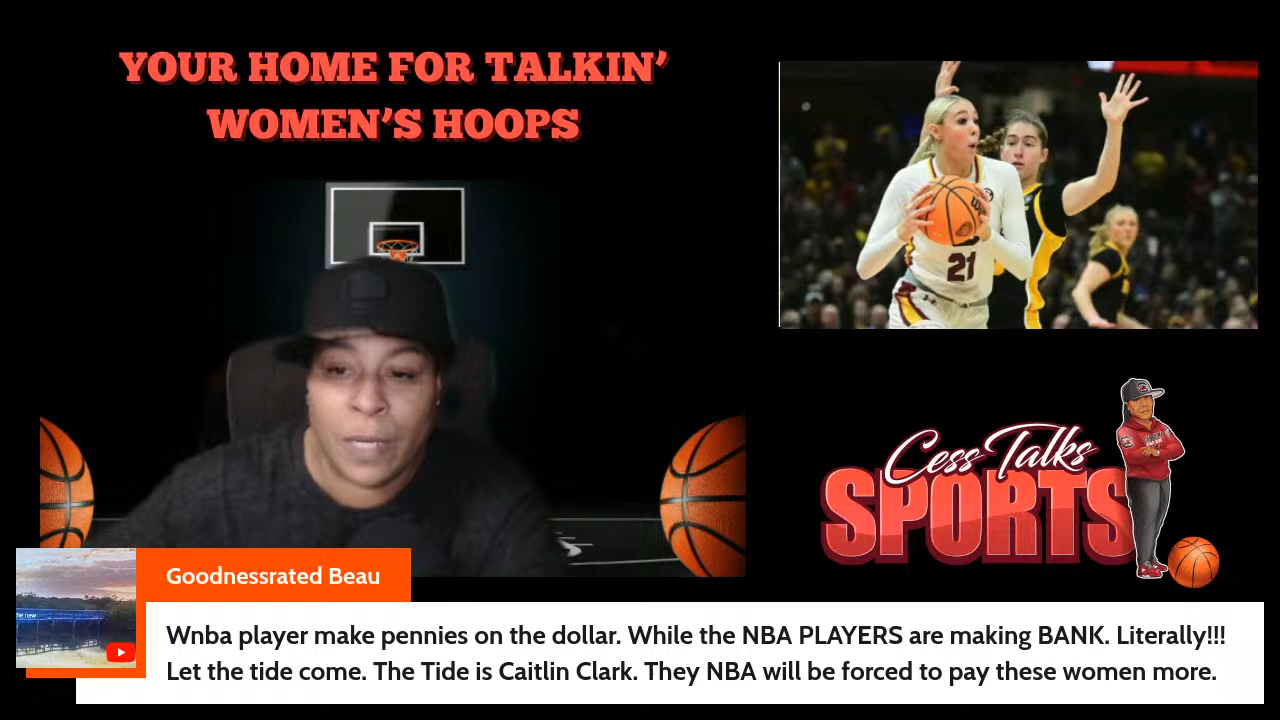 YOUR HOME FOR TALKIN'
WOMEN'S HOOPS
21
Cess Talks
SPORTS
Goodnessrated Beau
Wnba player make pennies on the dollar. While the NBA PLAYERS are making BANK. Literally!!!
Let the tide come. The Tide is Caitlin Clark. They NBA will be forced to pay these women more.